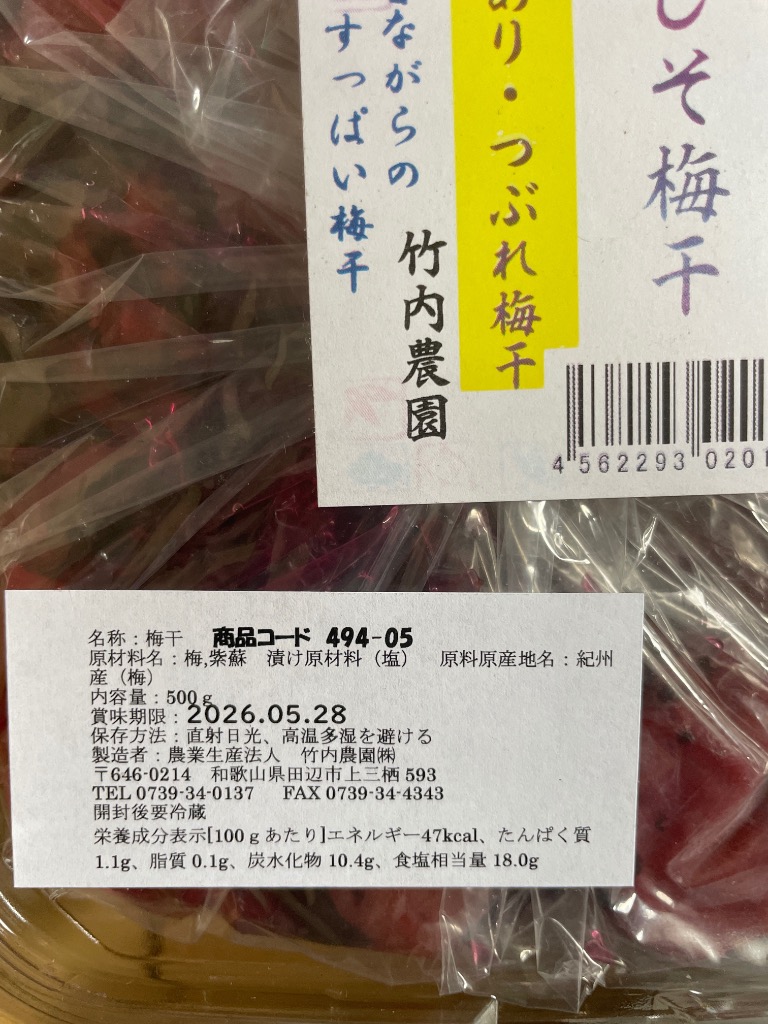 しそ梅干
あり・つぶれ梅干
ながらの
すっぱい梅干
竹内農園
4 562293 0201
名称：梅干　商品コード 494-05
原材料名：梅,紫蘇　漬け原材料（塩）　原料原産地名：紀州
産（梅）
内容量：500ｇ
賞味期限：2026.05.28
保存方法：直射日光、高温多湿を避ける
製造者：農業生産法人　竹内農園㈱
〒646-0214　和歌山県田辺市上三栖 593
TEL 0739-34-0137　FAX 0739-34-4343
開封後要冷蔵
栄養成分表示[100ｇあたり]エネルギー47kcal、たんぱく質
1.1g、脂質 0.1g、炭水化物 10.4g、食塩相当量 18.0g